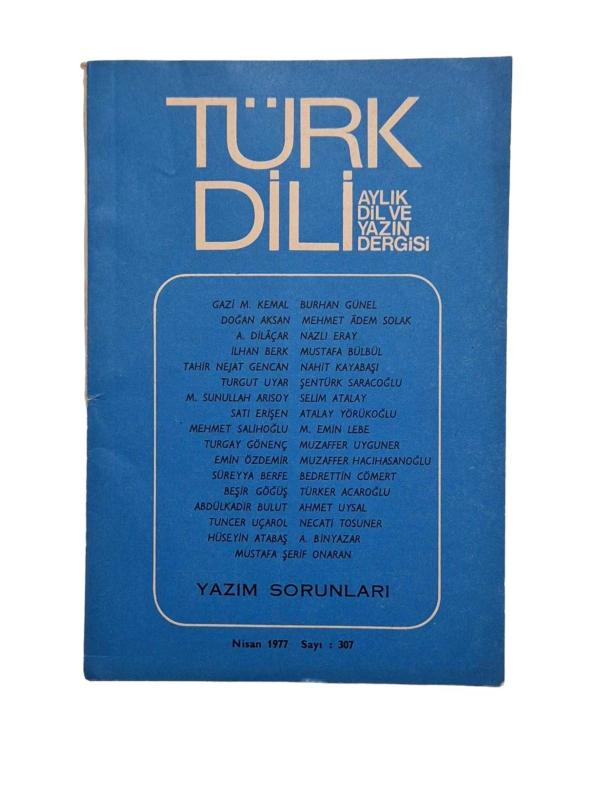 TÜRK
DİLİ
AYLIK
DİL VE
YAZIN
DERGİSİ
GAZİ M. KEMAL BURHAN GÜNEL
DOĞAN AKSAN MEHMET ÂDEM SOLAK
A. DİLÂÇAR NAZLI ERAY
İLHAN BERK MUSTAFA BÜLBÜL
TAHİR NEJAT GENCAN NAHİT KAYABAŞI
TURGUT UYAR ŞENTÜRK SARACOĞLU
M. SUNULLAH ARISOY SELİM ATALAY
SATI ERİŞEN ATALAY YÖRÜKOĞLU
MEHMET SALİHOĞLU M. EMİN LEBE
TURGAY GÖNENÇ MUZAFFER UYGUNER
EMİN ÖZDEMİR MUZAFFER HACIHASANOĞLU
SÜREYYA BERFE BEDRETTİN CÖMERT
BEŞİR GÖĞÜŞ TÜRKER ACAROĞLU
ABDÜLKADİR BULUT AHMET UYSAL
TUNCER UÇAROL NECATİ TOSUNER
HÜSEYİN ATABAŞ A. BİNYAZAR
MUSTAFA ŞERİF ONARAN
YAZIM SORUNLARI
Nisan 1977 Sayı : 307